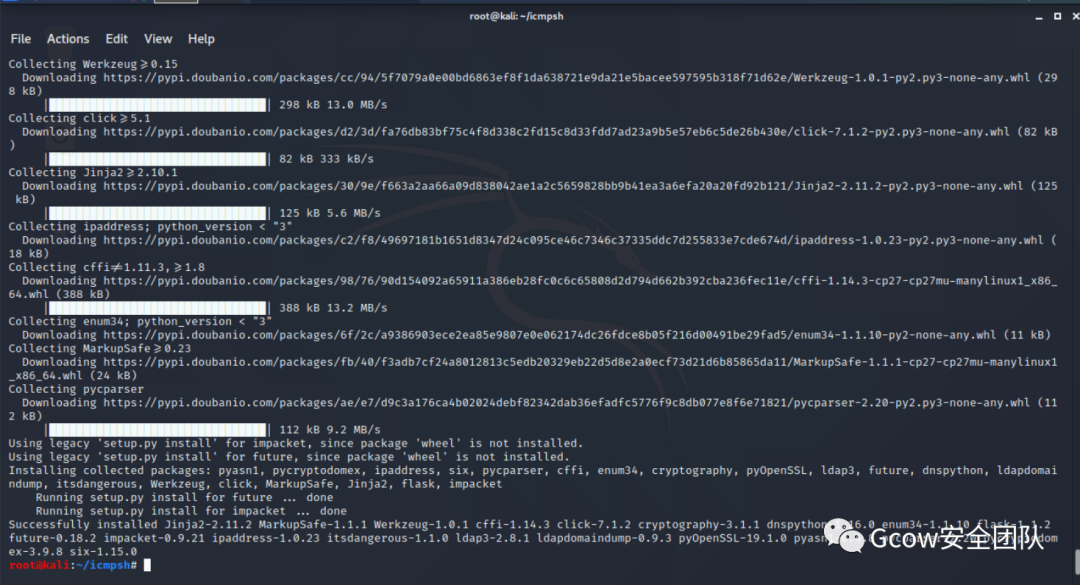 root@kali: ~/icmpsh
File Actions Edit View Help
Collecting Werkzeug≥0.15
Downloading https://pypi.doubanio.com/packages/cc/94/5f7079a0e00bd6863ef8f1da638721e9da21e5bacee597595b318f71d62e/Werkzeug-1.0.1-py2.py3-none-any.whl (29
8 kB)
| 298 kB 13.0 MB/s
Collecting click≥5.1
Downloading https://pypi.doubanio.com/packages/d2/3d/fa76db83bf75c4f8d338c2fd15c8d33fdd7ad23a9b5e57eb6c5de26b430e/click-7.1.2-py2.py3-none-any.whl (82 kB
)
| 82 kB 333 kB/s
Collecting Jinja2≥2.10.1
Downloading https://pypi.doubanio.com/packages/30/9e/f663a2aa66a09d838042ae1a2c5659828bb9b41ea3a6efa20a20fd92b121/Jinja2-2.11.2-py2.py3-none-any.whl (125
kB)
| 125 kB 5.6 MB/s
Collecting ipaddress; python_version < "3"
Downloading https://pypi.doubanio.com/packages/c2/f8/49697181b1651d8347d24c095ce46c7346c37335ddc7d255833e7cde674d/ipaddress-1.0.23-py2.py3-none-any.whl (
18 kB)
Collecting cffi≠1.11.3,≥1.8
Downloading https://pypi.doubanio.com/packages/98/76/90d154092a65911a386eb28fc0c6c65808d2d794d662b392cba236fec11e/cffi-1.14.3-cp27-cp27mu-manylinux1_x86_
64.whl (388 kB)
| 388 kB 13.2 MB/s
Collecting enum34; python_version < "3"
Downloading https://pypi.doubanio.com/packages/6f/2c/a9386903ece2ea85e9807e0e062174dc26fdce8b05f216d00491be29fad5/enum34-1.1.10-py2-none-any.whl (11 kB)
Collecting MarkupSafe≥0.23
Downloading https://pypi.doubanio.com/packages/fb/40/f3adb7cf24a8012813c5edb20329eb22d5d8e2a0ecf73d21d6b85865da11/MarkupSafe-1.1.1-cp27-cp27mu-manylinux1
_x86_64.whl (24 kB)
Collecting pycparser
Downloading https://pypi.doubanio.com/packages/ae/e7/d9c3a176ca4b02024debf82342dab36efadfc5776f9c8db077e8f6e71821/pycparser-2.20-py2.py3-none-any.whl (11
2 kB)
| 112 kB 9.2 MB/s
Using legacy 'setup.py install' for impacket, since package 'wheel' is not installed.
Using legacy 'setup.py install' for future, since package 'wheel' is not installed.
Installing collected packages: pyasn1, pycryptodomex, ipaddress, six, pycparser, cffi, enum34, cryptography, pyOpenSSL, ldap3, future, dnspython, ldapdomai
ndump, itsdangerous, Werkzeug, click, MarkupSafe, Jinja2, flask, impacket
Running setup.py install for future ... done
Running setup.py install for impacket ... done
Successfully installed Jinja2-2.11.2 MarkupSafe-1.1.1 Werkzeug-1.0.1 cffi-1.14.3 click-7.1.2 cryptography-3.1.1 enum34-1.1.10
future-0.18.2 impacket-0.9.21 ipaddress-1.0.23 itsdangerous-1.1.0 ldap3-2.8.1 ldapdomaindump-0.9.3 pyOpenSSL-19.1.0
ex-3.9.8 six-1.15.0
root@kali:~/icmpsh#
Gcow安全团队